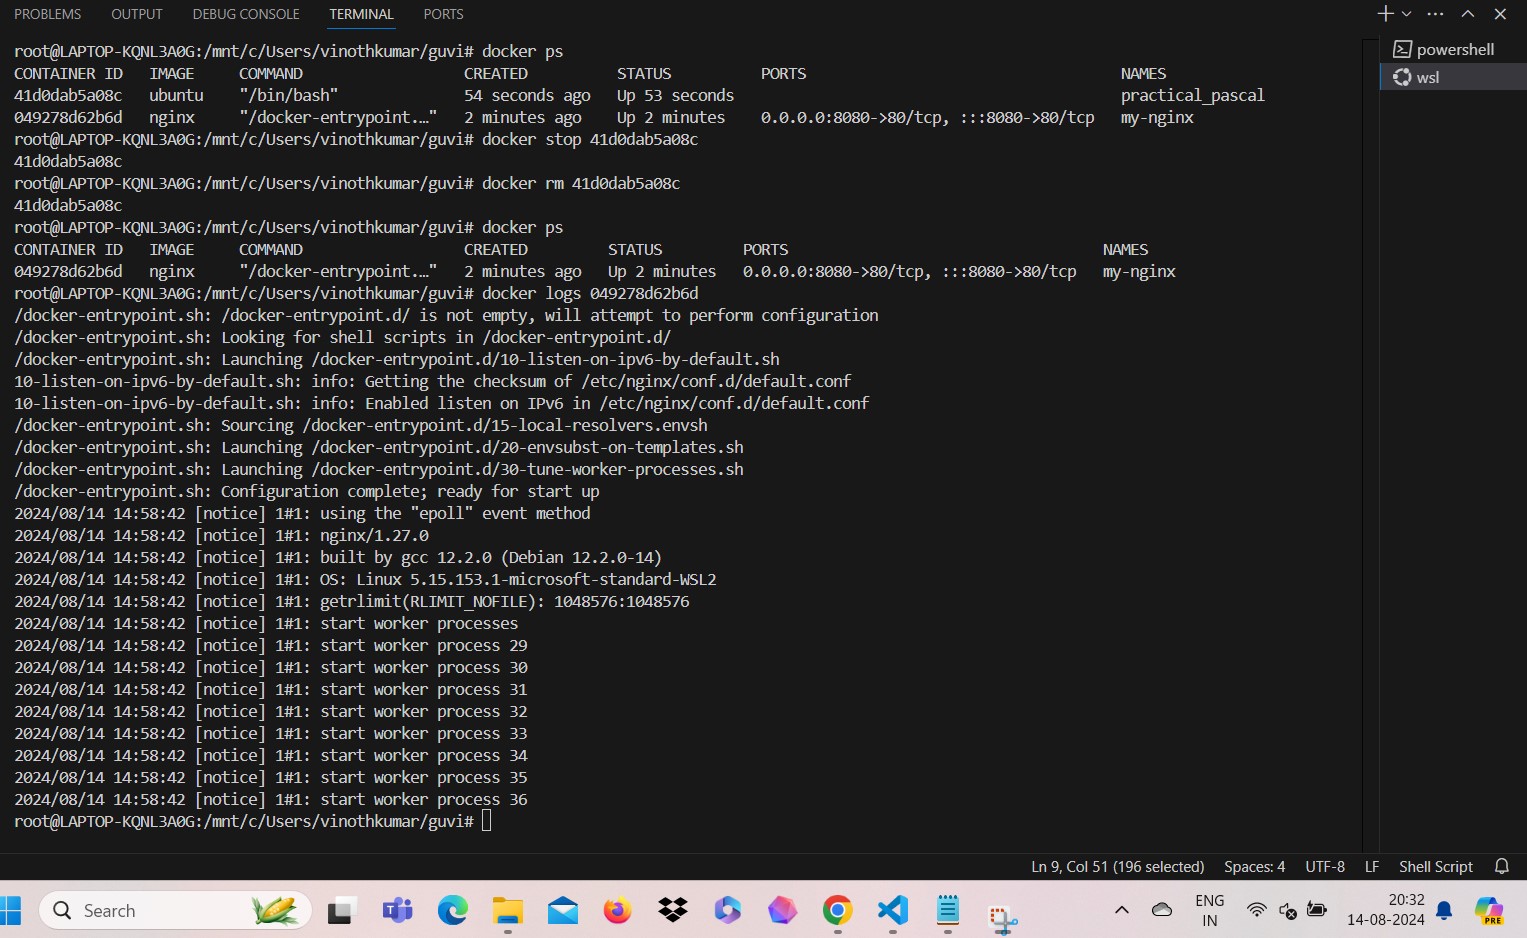 PROBLEMS OUTPUT DEBUG CONSOLE TERMINAL PORTS
powershell
wsl
root@LAPTOP-KQNL3A0G:/mnt/c/Users/vinothkumar/guvi# docker ps
CONTAINER ID IMAGE COMMAND CREATED STATUS PORTS NAMES
41d0dab5a08c ubuntu "/bin/bash" 54 seconds ago Up 53 seconds practical_pascal
049278d62b6d nginx "/docker-entrypoint.…" 2 minutes ago Up 2 minutes 0.0.0.0:8080->80/tcp, :::8080->80/tcp my-nginx
root@LAPTOP-KQNL3A0G:/mnt/c/Users/vinothkumar/guvi# docker stop 41d0dab5a08c
41d0dab5a08c
root@LAPTOP-KQNL3A0G:/mnt/c/Users/vinothkumar/guvi# docker rm 41d0dab5a08c
41d0dab5a08c
root@LAPTOP-KQNL3A0G:/mnt/c/Users/vinothkumar/guvi# docker ps
CONTAINER ID IMAGE COMMAND CREATED STATUS PORTS NAMES
049278d62b6d nginx "/docker-entrypoint.…" 2 minutes ago Up 2 minutes 0.0.0.0:8080->80/tcp, :::8080->80/tcp my-nginx
root@LAPTOP-KQNL3A0G:/mnt/c/Users/vinothkumar/guvi# docker logs 049278d62b6d
/docker-entrypoint.sh: /docker-entrypoint.d/ is not empty, will attempt to perform configuration
/docker-entrypoint.sh: Looking for shell scripts in /docker-entrypoint.d/
/docker-entrypoint.sh: Launching /docker-entrypoint.d/10-listen-on-ipv6-by-default.sh
10-listen-on-ipv6-by-default.sh: info: Getting the checksum of /etc/nginx/conf.d/default.conf
10-listen-on-ipv6-by-default.sh: info: Enabled listen on IPv6 in /etc/nginx/conf.d/default.conf
/docker-entrypoint.sh: Sourcing /docker-entrypoint.d/15-local-resolvers.envsh
/docker-entrypoint.sh: Launching /docker-entrypoint.d/20-envsubst-on-templates.sh
/docker-entrypoint.sh: Launching /docker-entrypoint.d/30-tune-worker-processes.sh
/docker-entrypoint.sh: Configuration complete; ready for start up
2024/08/14 14:58:42 [notice] 1#1: using the "epoll" event method
2024/08/14 14:58:42 [notice] 1#1: nginx/1.27.0
2024/08/14 14:58:42 [notice] 1#1: built by gcc 12.2.0 (Debian 12.2.0-14)
2024/08/14 14:58:42 [notice] 1#1: OS: Linux 5.15.153.1-microsoft-standard-WSL2
2024/08/14 14:58:42 [notice] 1#1: getrlimit(RLIMIT_NOFILE): 1048576:1048576
2024/08/14 14:58:42 [notice] 1#1: start worker processes
2024/08/14 14:58:42 [notice] 1#1: start worker process 29
2024/08/14 14:58:42 [notice] 1#1: start worker process 30
2024/08/14 14:58:42 [notice] 1#1: start worker process 31
2024/08/14 14:58:42 [notice] 1#1: start worker process 32
2024/08/14 14:58:42 [notice] 1#1: start worker process 33
2024/08/14 14:58:42 [notice] 1#1: start worker process 34
2024/08/14 14:58:42 [notice] 1#1: start worker process 35
2024/08/14 14:58:42 [notice] 1#1: start worker process 36
root@LAPTOP-KQNL3A0G:/mnt/c/Users/vinothkumar/guvi#
Ln 9, Col 51 (196 selected) Spaces: 4 UTF-8 LF Shell Script
Search
ENG
IN
20:32
14-08-2024
PRE